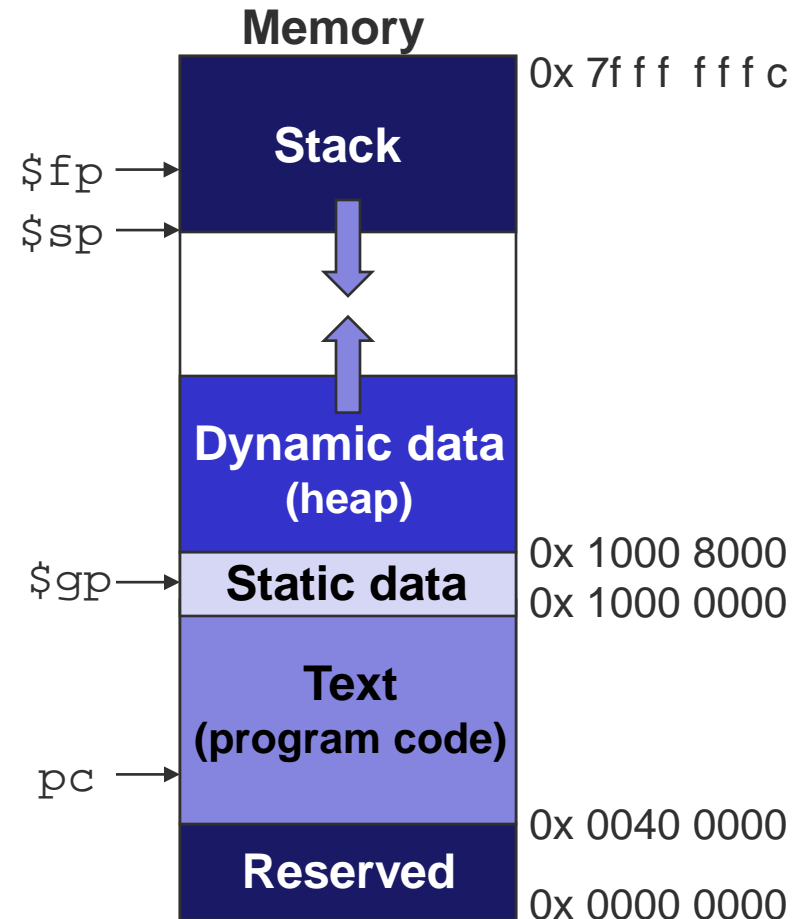 Memory
0x 7f f f  f f f c
Stack
$fp
$sp
Dynamic data
(heap)
0x 1000 8000
$gp
Static data
0x 1000 0000
Text
(program code)
pc
0x 0040 0000
Reserved
0x 0000 0000